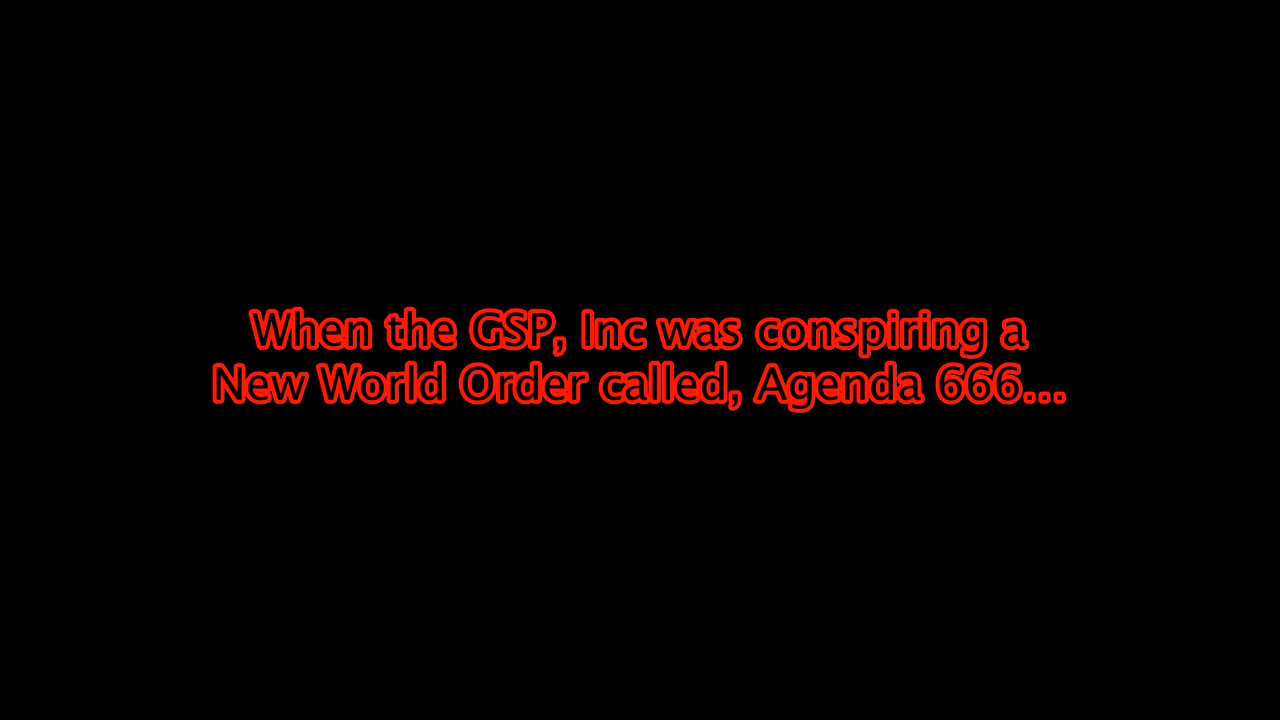 When the GSP, Inc was conspiring a
New World Order called, Agenda 666...